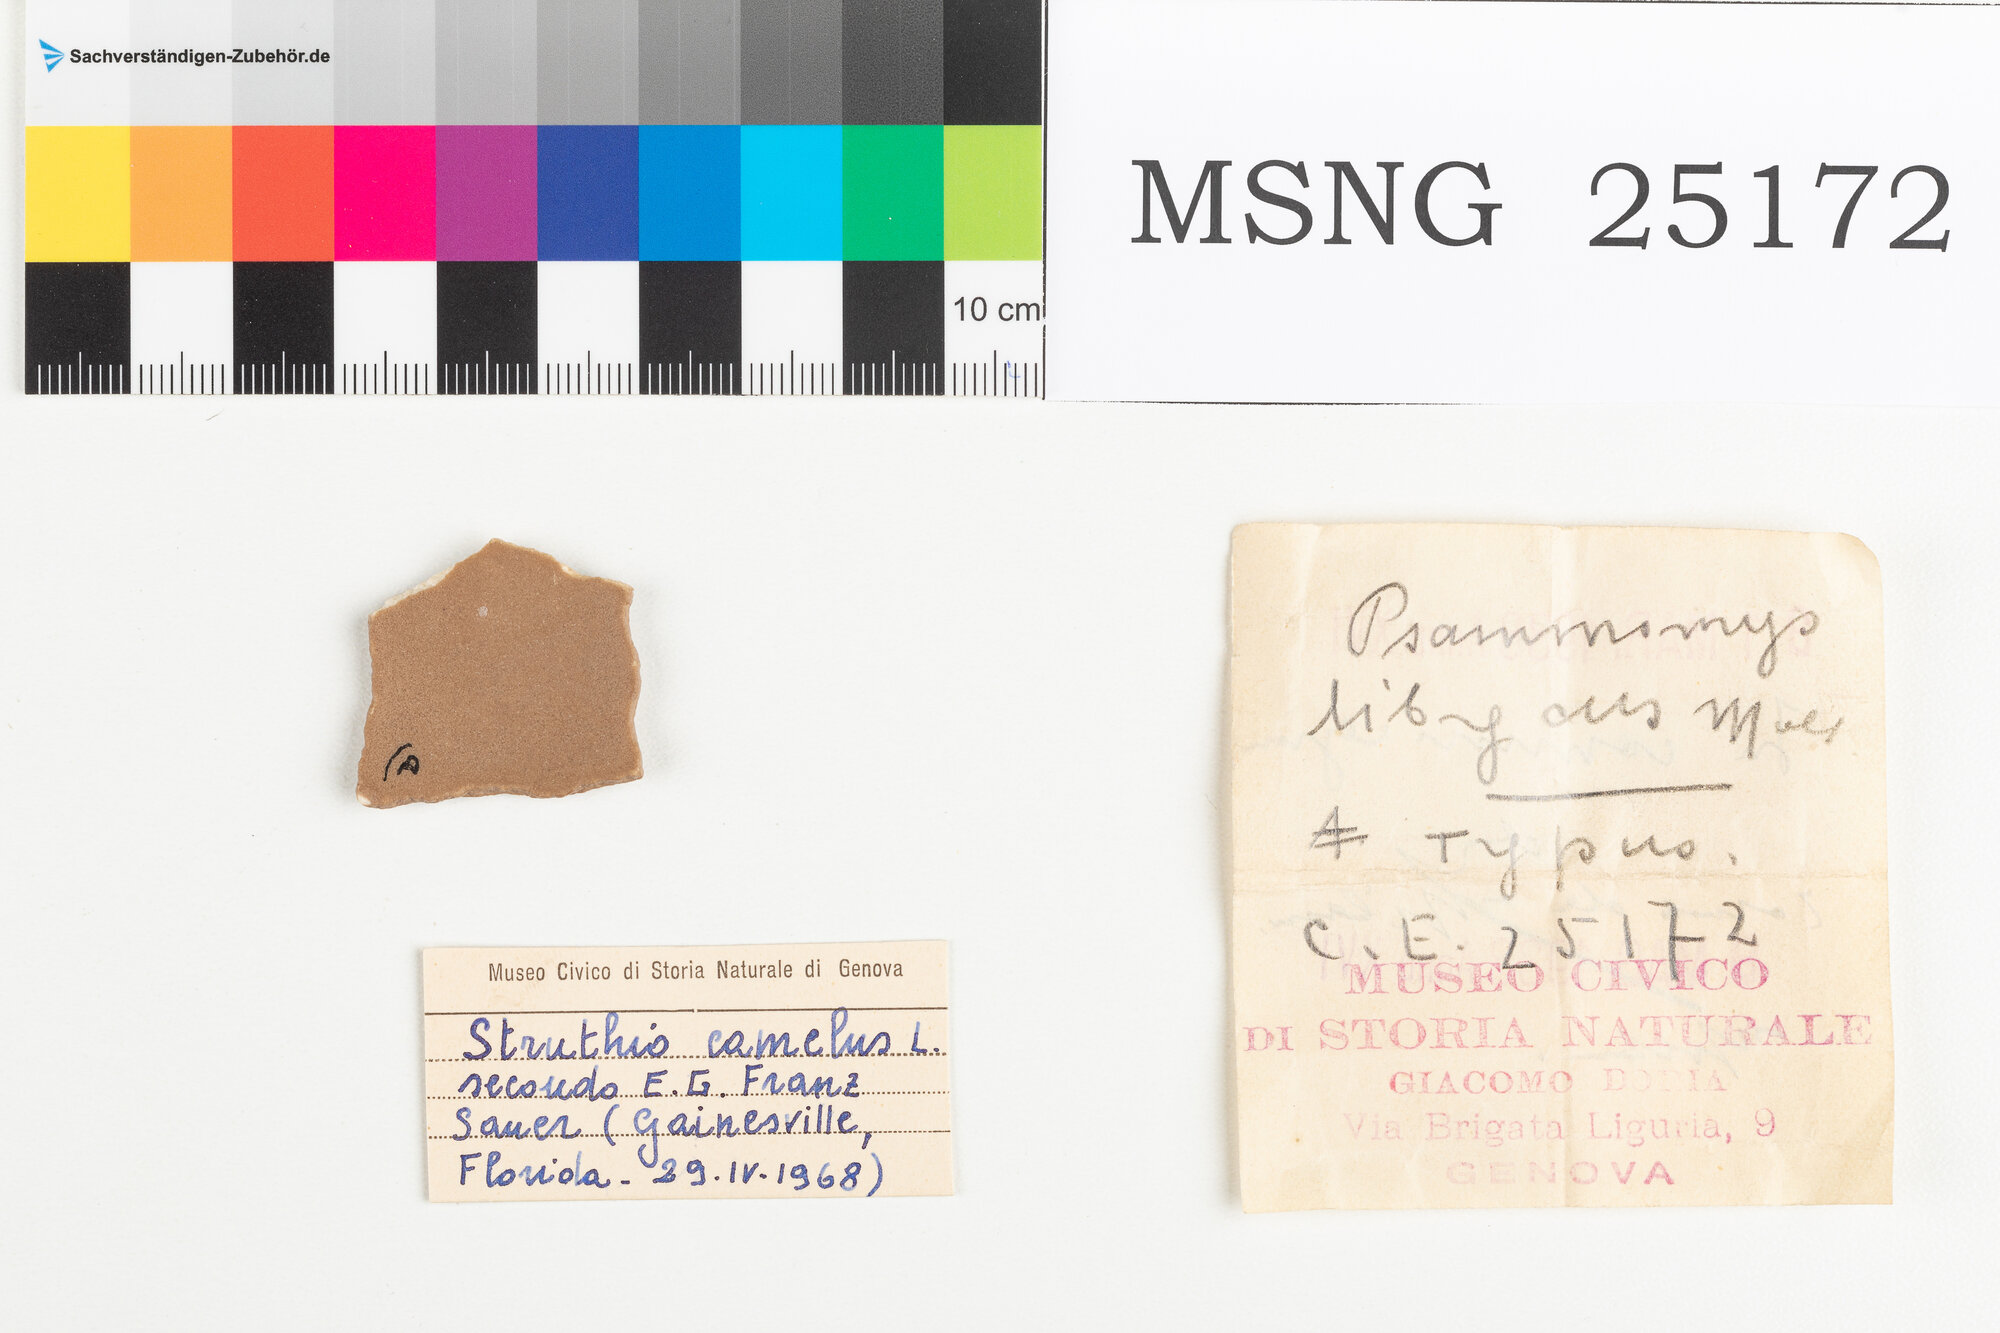 Sachverständigen-Zubehör.de
10 cm
MSNG 25172
Museo Civico di Storia Naturale di Genova
Struthio camelus L.
secondo E. G. Franz
Sauer (Gainesville,
Florida - 29.IV.1968)
Psammomys
libycus
Typus.
C. E. 25172
MUSEO CIVICO
DI STORIA NATURALE
GIACOMO DORIA
Via Brigata Liguria, 9
GENOVA